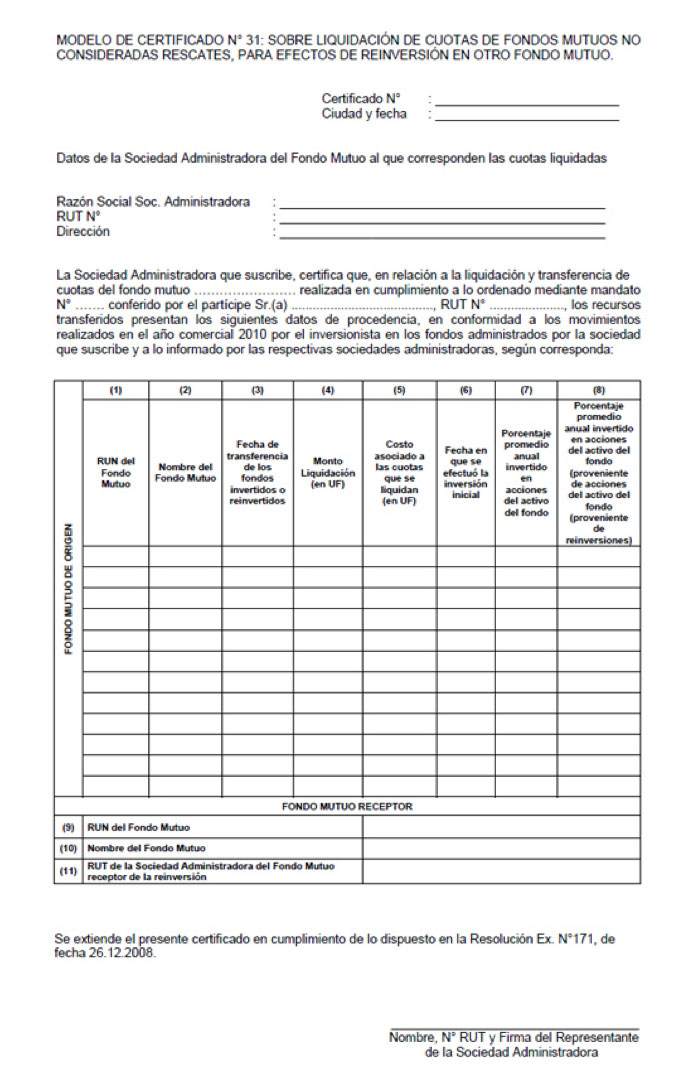 MODELO DE CERTIFICADO N° 31: SOBRE LIQUIDACIÓN DE CUOTAS DE FONDOS MUTUOS NO
CONSIDERADAS RESCATES, PARA EFECTOS DE REINVERSIÓN EN OTRO FONDO MUTUO.
Certificado N° : ____________________
Ciudad y fecha : ____________________
Datos de la Sociedad Administradora del Fondo Mutuo al que corresponden las cuotas liquidadas
Razón Social Soc. Administradora : ____________________
RUT N° : ____________________
Dirección : ____________________
La Sociedad Administradora que suscribe, certifica que, en relación a la liquidación y transferencia de
cuotas del fondo mutuo …………………… realizada en cumplimiento a lo ordenado mediante mandato
N° ……. conferido por el partícipe Sr.(a) ........................................, RUT N° ......................, los recursos
transferidos presentan los siguientes datos de procedencia, en conformidad a los movimientos
realizados en el año comercial 2010 por el inversionista en los fondos administrados por la sociedad
que suscribe y a lo informado por las respectivas sociedades administradoras, según corresponda:
FONDO MUTUO DE ORIGEN
(1) (2) (3) (4) (5) (6) (7) (8)
RUN del
Fondo
Mutuo
Nombre del
Fondo Mutuo
Fecha de
transferencia
de los
fondos
invertidos o
reinvertidos
Monto
Liquidación
(en UF)
Costo
asociado a
las cuotas
que se
liquidan
(en UF)
Fecha en
que se
efectuó la
inversión
inicial
Porcentaje
promedio
anual
invertido
en
acciones
del activo
del fondo
Porcentaje
promedio
anual invertido
en acciones
del activo del
fondo
(proveniente
de acciones
del activo del
fondo
(proveniente
de
reinversiones)
FONDO MUTUO RECEPTOR
(9) RUN del Fondo Mutuo
(10) Nombre del Fondo Mutuo
(11) RUT de la Sociedad Administradora del Fondo Mutuo
receptor de la reinversión
Se extiende el presente certificado en cumplimiento de lo dispuesto en la Resolución Ex. N°171, de
fecha 26.12.2008.
Nombre, N° RUT y Firma del Representante
de la Sociedad Administradora